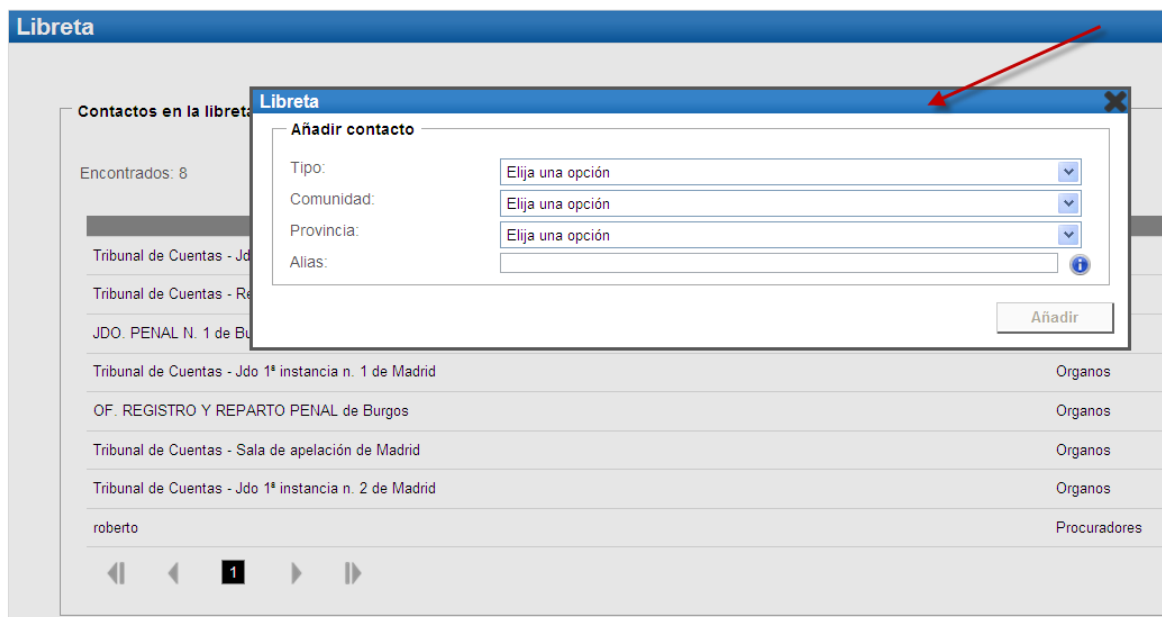 Libreta
Contactos en la libreta
Libreta
Añadir contacto
Encontrados: 8
Tipo:
Elija una opción
Comunidad:
Elija una opción
Provincia:
Elija una opción
Alias:
Tribunal de Cuentas - Jd
Tribunal de Cuentas - Re
Añadir
JDO. PENAL N. 1 de Bu
Tribunal de Cuentas - Jdo 1ª instancia n. 1 de Madrid Organos
OF. REGISTRO Y REPARTO PENAL de Burgos Organos
Tribunal de Cuentas - Sala de apelación de Madrid Organos
Tribunal de Cuentas - Jdo 1ª instancia n. 2 de Madrid Organos
roberto Procuradores
1